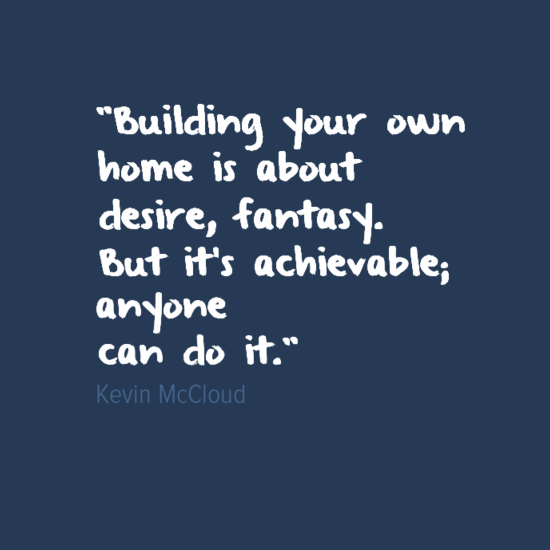 "Building your own
home is about
desire, fantasy.
But it's achievable;
anyone
can do it."
Kevin McCloud